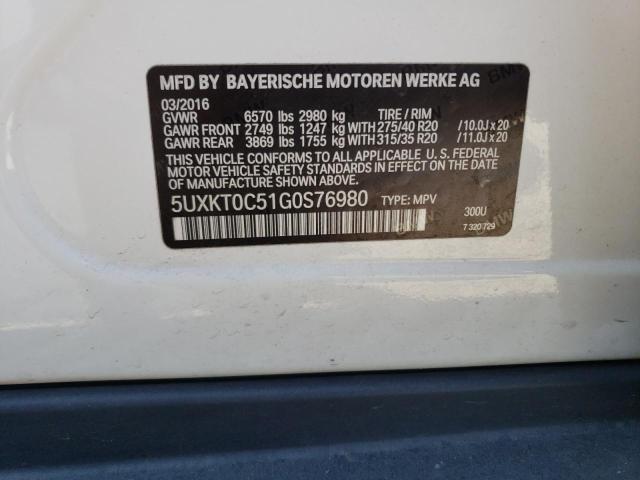 MFD BY BAYERISCHE MOTOREN WERKE AG
03/2016
GVWR 6570 lbs 2980 kg TIRE / RIM
GAWR FRONT 2749 lbs 1247 kg WITH 275/40 R20 /10.0J x 20
GAWR REAR 3869 lbs 1755 kg WITH 315/35 R20 /11.0J x 20
THIS VEHICLE CONFORMS TO ALL APPLICABLE U. S. FEDERAL
MOTOR VEHICLE SAFETY STANDARDS IN EFFECT ON THE
DATE OF MANUFACTURE SHOWN ABOVE.
5UXKT0C51G0S76980 TYPE: MPV
300U
7 320 729